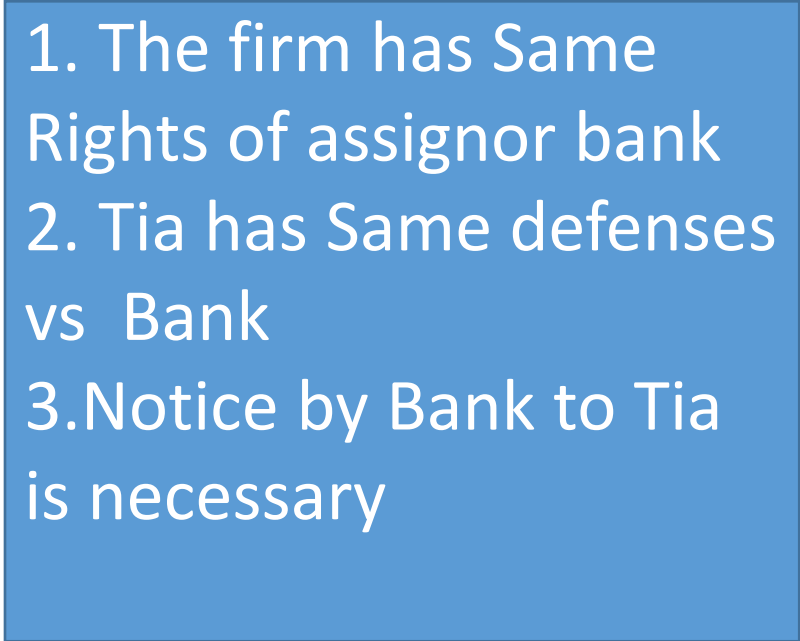 1. The firm has Same
Rights of assignor bank
2. Tia has Same defenses
vs  Bank
3.Notice by Bank to Tia
is necessary